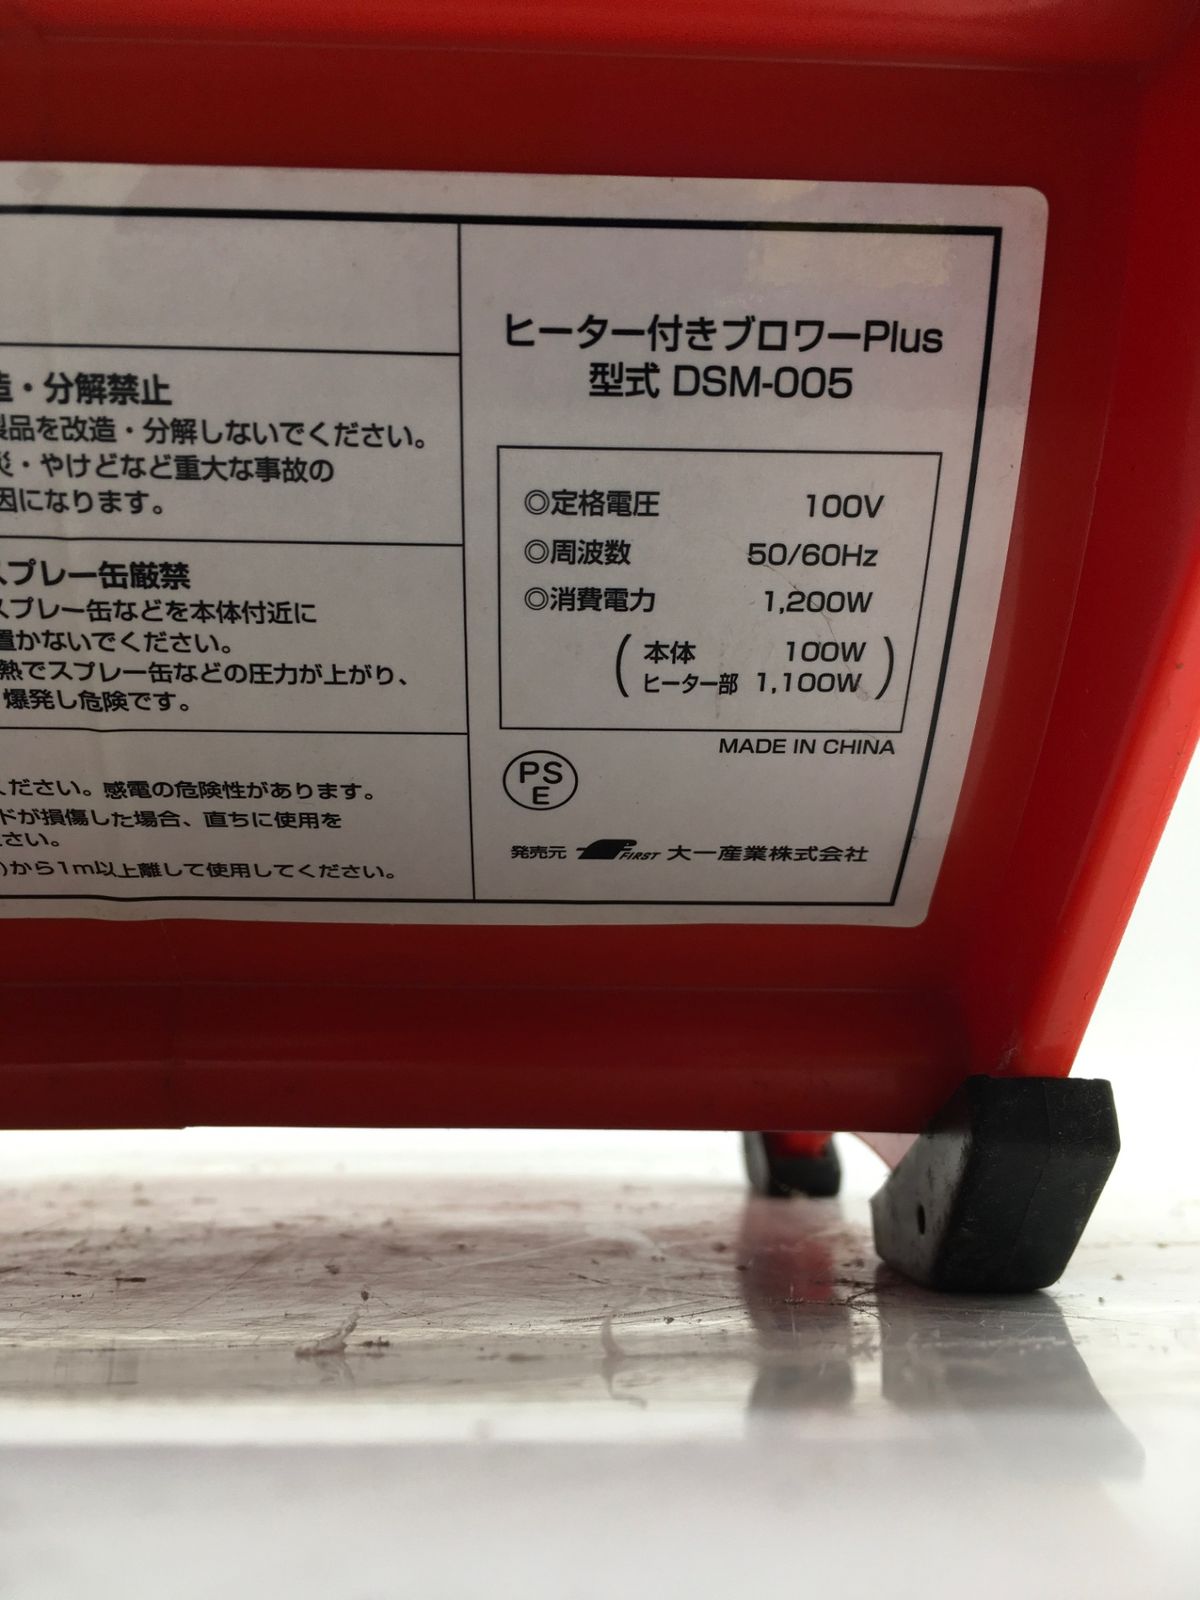 ・分解禁止
品を改造・分解しないでください。
・やけどなど重大な事故の
因になります。
スプレー缶厳禁
スプレー缶などを本体付近に
置かないでください。
熱でスプレー缶などの圧力が上がり、
爆発し危険です。
ださい。感電の危険性があります。
ドが損傷した場合、直ちに使用を
さい。
)から1m以上離して使用してください。
ヒーター付きブロワーPlus
型式 DSM-005
◎定格電圧 100V
◎周波数 50/60Hz
◎消費電力 1,200W
(本体 100W
ヒーター部 1,100W)
MADE IN CHINA
PS
E
発売元 FIRST 大一産業株式会社